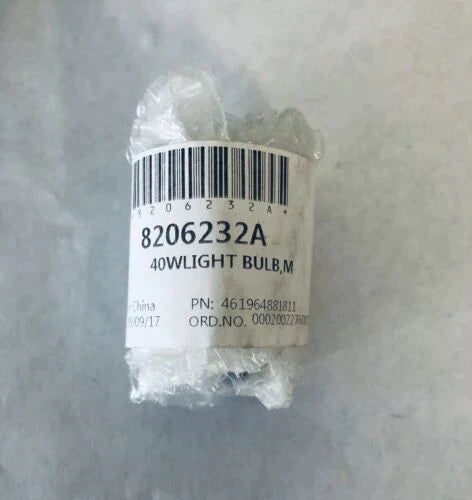 8206232A*
8206232A
40WLIGHT BULB,M
China
PN: 461964881811
09/17
ORD.NO.